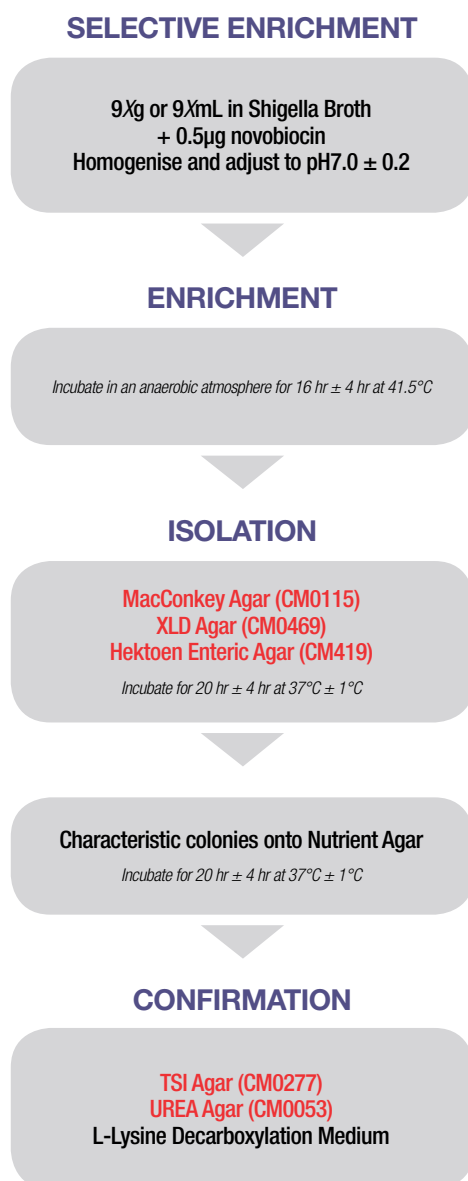 SELECTIVE ENRICHMENT
9Xg or 9XmL in Shigella Broth
+ 0.5µg novobiocin
Homogenise and adjust to pH7.0 ± 0.2
ENRICHMENT
Incubate in an anaerobic atmosphere for 16 hr ± 4 hr at 41.5°C
ISOLATION
MacConkey Agar (CM0115)
XLD Agar (CM0469)
Hektoen Enteric Agar (CM419)
Incubate for 20 hr ± 4 hr at 37°C ± 1°C
Characteristic colonies onto Nutrient Agar
Incubate for 20 hr ± 4 hr at 37°C ± 1°C
CONFIRMATION
TSI Agar (CM0277)
UREA Agar (CM0053)
L-Lysine Decarboxylation Medium